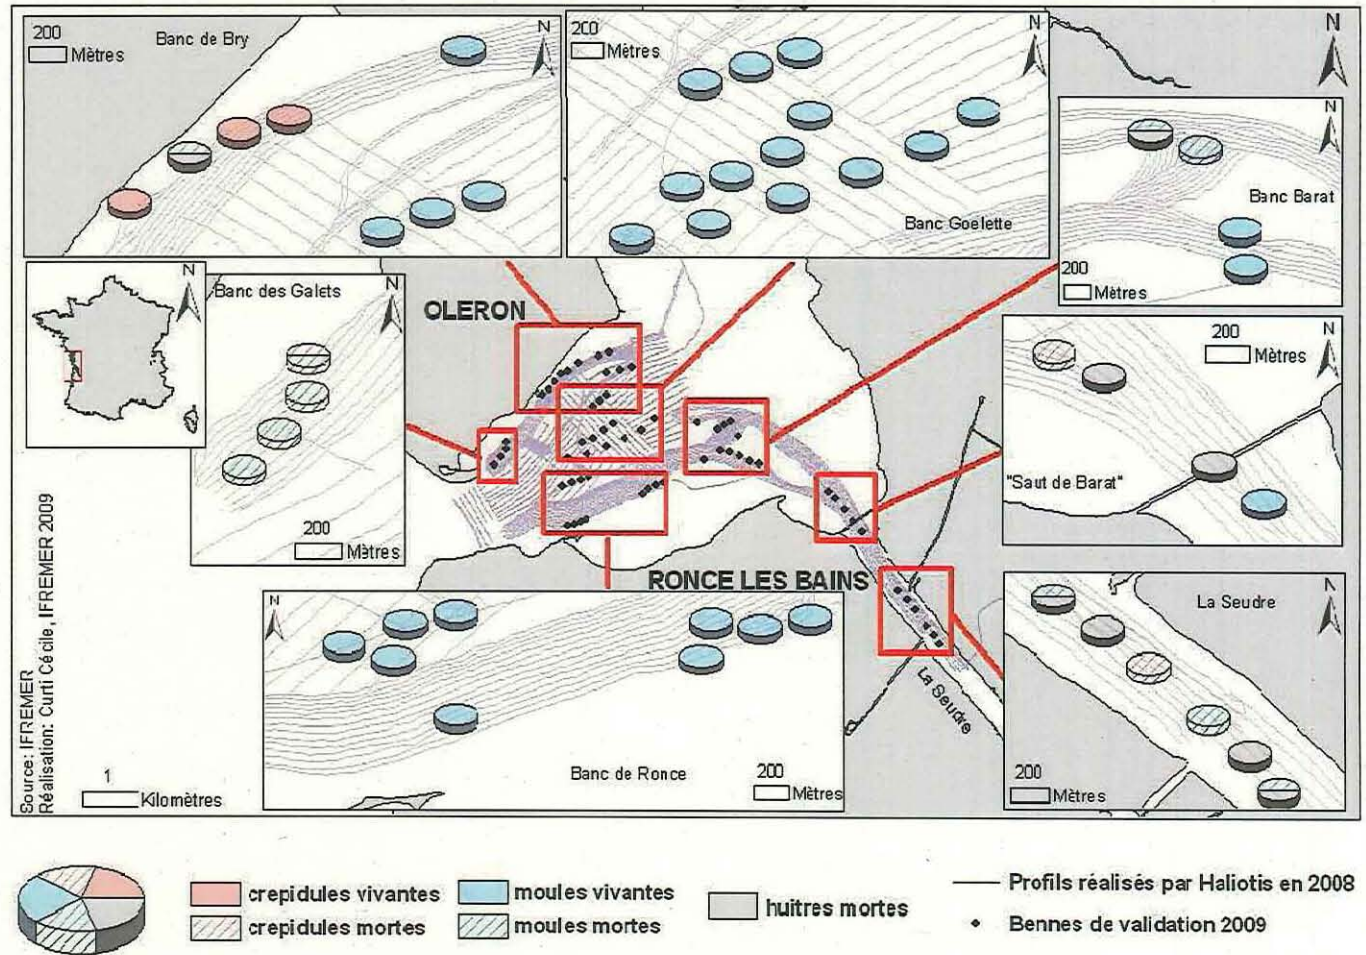 200
Mètres
Banc de Bry
N
200
Mètres
N
Banc Goelette
N
N
Banc Barat
200
Mètres
N
Banc des Galets
N
200
Mètres
OLERON
200
Mètres
N
"Saut de Barat"
RONCE LES BAINS
La Seudre
N
Banc de Ronce
200
Mètres
La Seudre
N
200
Mètres
1
Kilomètres
Source: IFREMER
Réalisation: Curti Cécile, IFREMER 2009
crepidules vivantes
crepidules mortes
moules vivantes
moules mortes
huitres mortes
Profils réalisés par Haliotis en 2008
Bennes de validation 2009